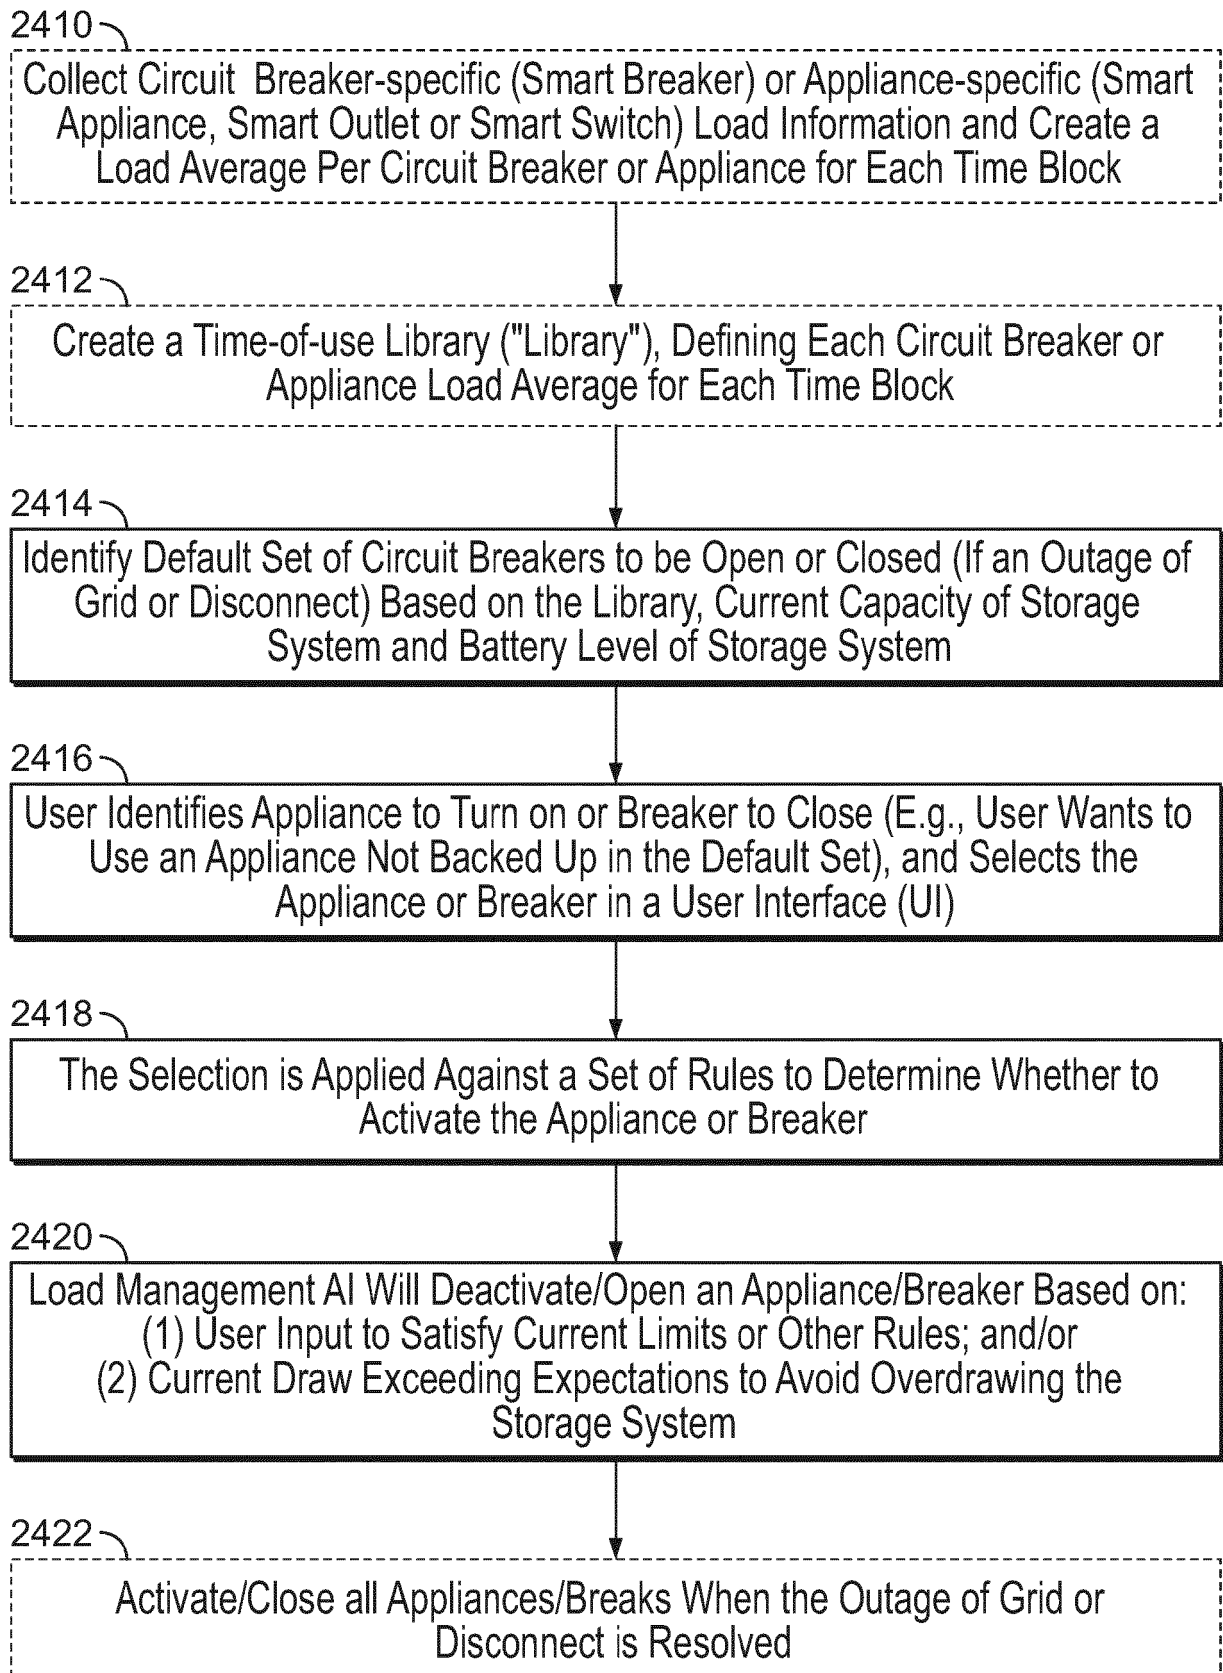 2410
Collect Circuit Breaker-specific (Smart Breaker) or Appliance-specific (Smart
Appliance, Smart Outlet or Smart Switch) Load Information and Create a
Load Average Per Circuit Breaker or Appliance for Each Time Block
2412
Create a Time-of-use Library ("Library"), Defining Each Circuit Breaker or
Appliance Load Average for Each Time Block
2414
Identify Default Set of Circuit Breakers to be Open or Closed (If an Outage of
Grid or Disconnect) Based on the Library, Current Capacity of Storage
System and Battery Level of Storage System
2416
User Identifies Appliance to Turn on or Breaker to Close (E.g., User Wants to
Use an Appliance Not Backed Up in the Default Set), and Selects the
Appliance or Breaker in a User Interface (UI)
2418
The Selection is Applied Against a Set of Rules to Determine Whether to
Activate the Appliance or Breaker
2420
Load Management AI Will Deactivate/Open an Appliance/Breaker Based on:
(1) User Input to Satisfy Current Limits or Other Rules; and/or
(2) Current Draw Exceeding Expectations to Avoid Overdrawing the
Storage System
2422
Activate/Close all Appliances/Breaks When the Outage of Grid or
Disconnect is Resolved